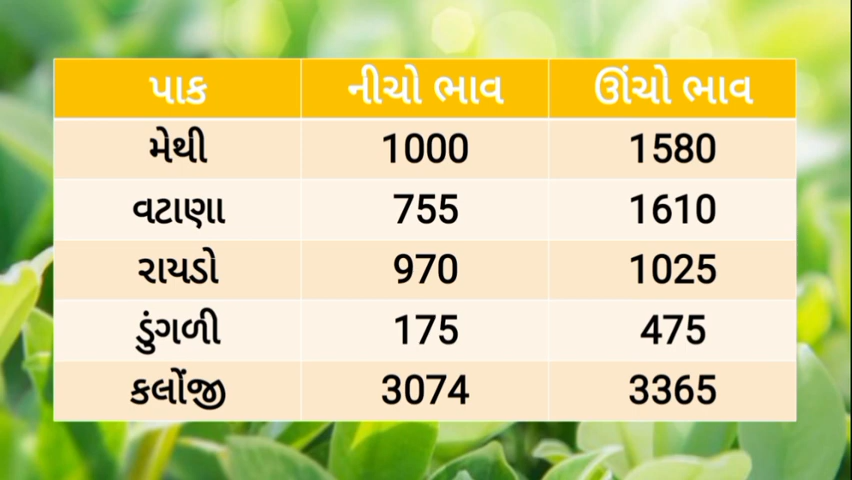 પાક નીચો ભાવ ઊંચો ભાવ
મેથી 1000 1580
વટાણા 755 1610
રાયડો 970 1025
ડુંગળી 175 475
કલોંજી 3074 3365